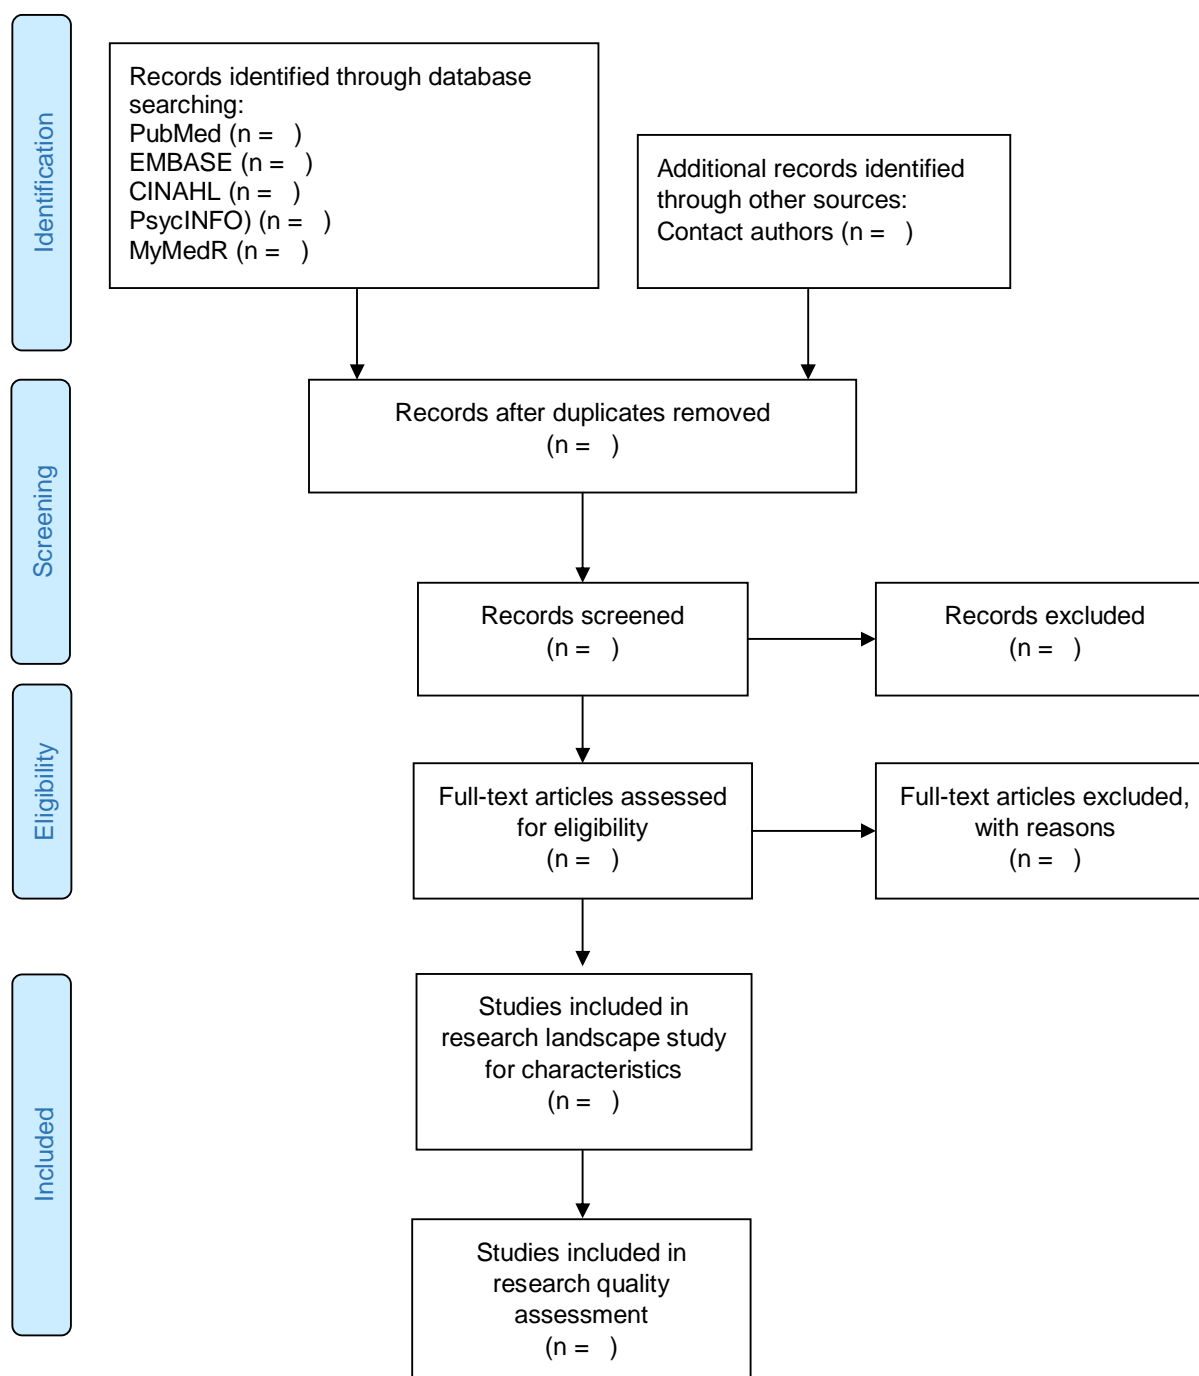 Identification
Records identified through database
searching:
PubMed (n =   )
EMBASE (n =   )
CINAHL (n =   )
PsycINFO) (n =   )
MyMedR (n =   )
Additional records identified
through other sources:
Contact authors (n =   )
Screening
Records after duplicates removed
(n =   )
Records screened
(n =   )
Records excluded
(n =   )
Eligibility
Full-text articles assessed
for eligibility
(n =   )
Full-text articles excluded,
with reasons
(n =   )
Included
Studies included in
research landscape study
for characteristics
(n =   )
Studies included in
research quality
assessment
(n =   )